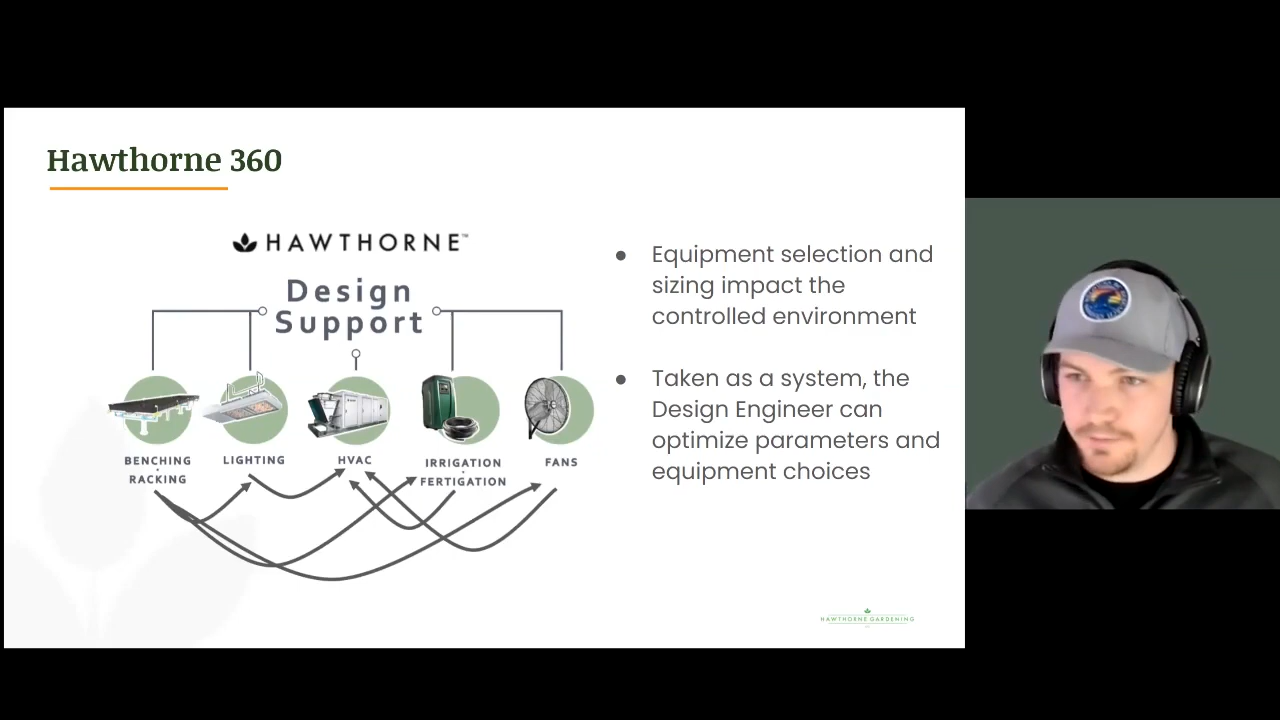 Hawthorne 360
HAWTHORNE™
Design
Support
BENCHING
·
RACKING
LIGHTING
HVAC
IRRIGATION
·
FERTIGATION
FANS
● Equipment selection and
sizing impact the
controlled environment
● Taken as a system, the
Design Engineer can
optimize parameters and
equipment choices
HAWTHORNE GARDENING